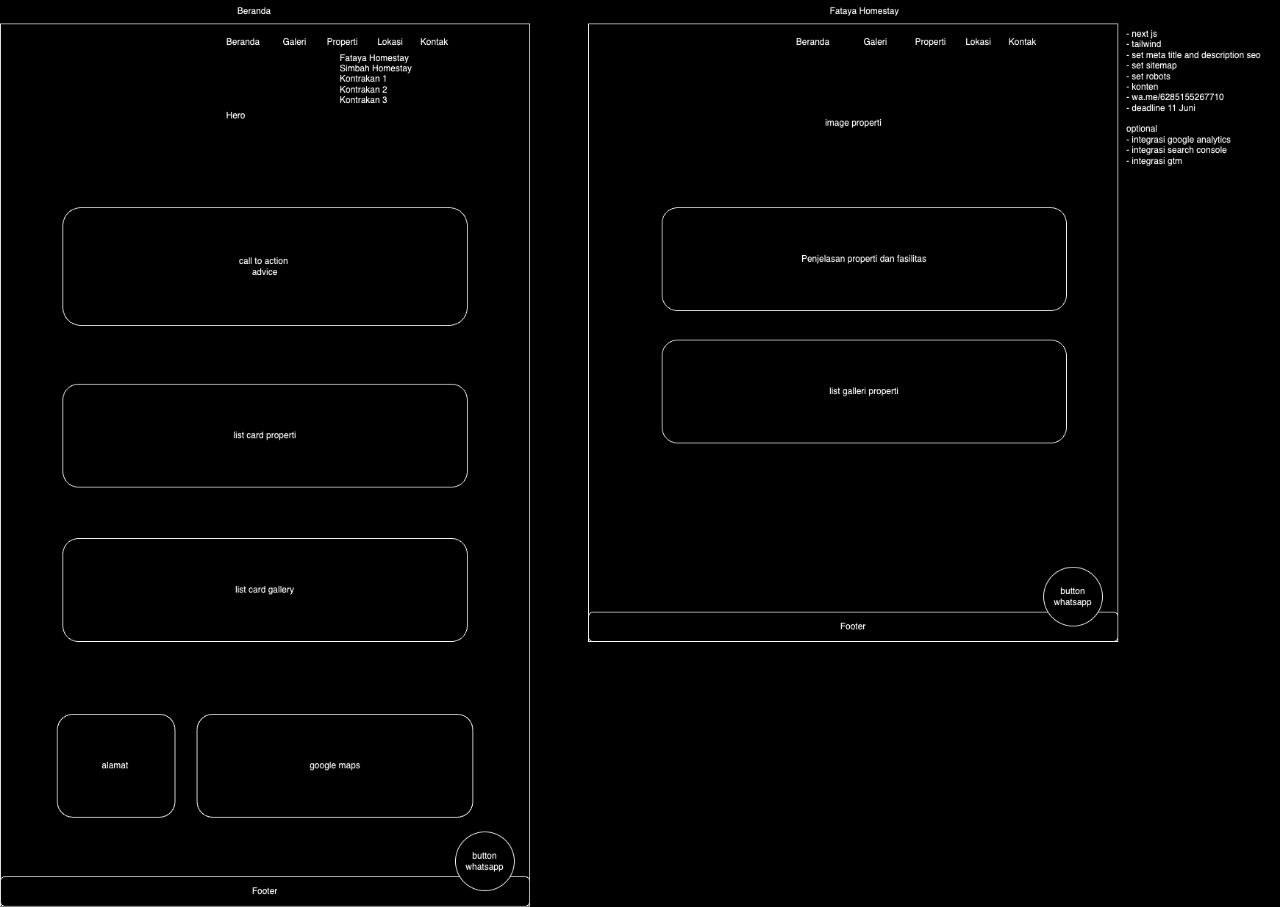 Beranda
Beranda Galeri Properti Lokasi Kontak
Fataya Homestay
Simbah Homestay
Kontrakan 1
Kontrakan 2
Kontrakan 3
Hero
call to action
advice
list card properti
list card gallery
alamat
google maps
button
whatsapp
Footer
Fataya Homestay
Beranda Galeri Properti Lokasi Kontak
image properti
Penjelasan properti dan fasilitas
list galleri properti
button
whatsapp
Footer
- next js
- tailwind
- set meta title and description seo
- set sitemap
- set robots
- konten
- wa.me/6285155267710
- deadline 11 Juni
optional
- integrasi google analytics
- integrasi search console
- integrasi gtm